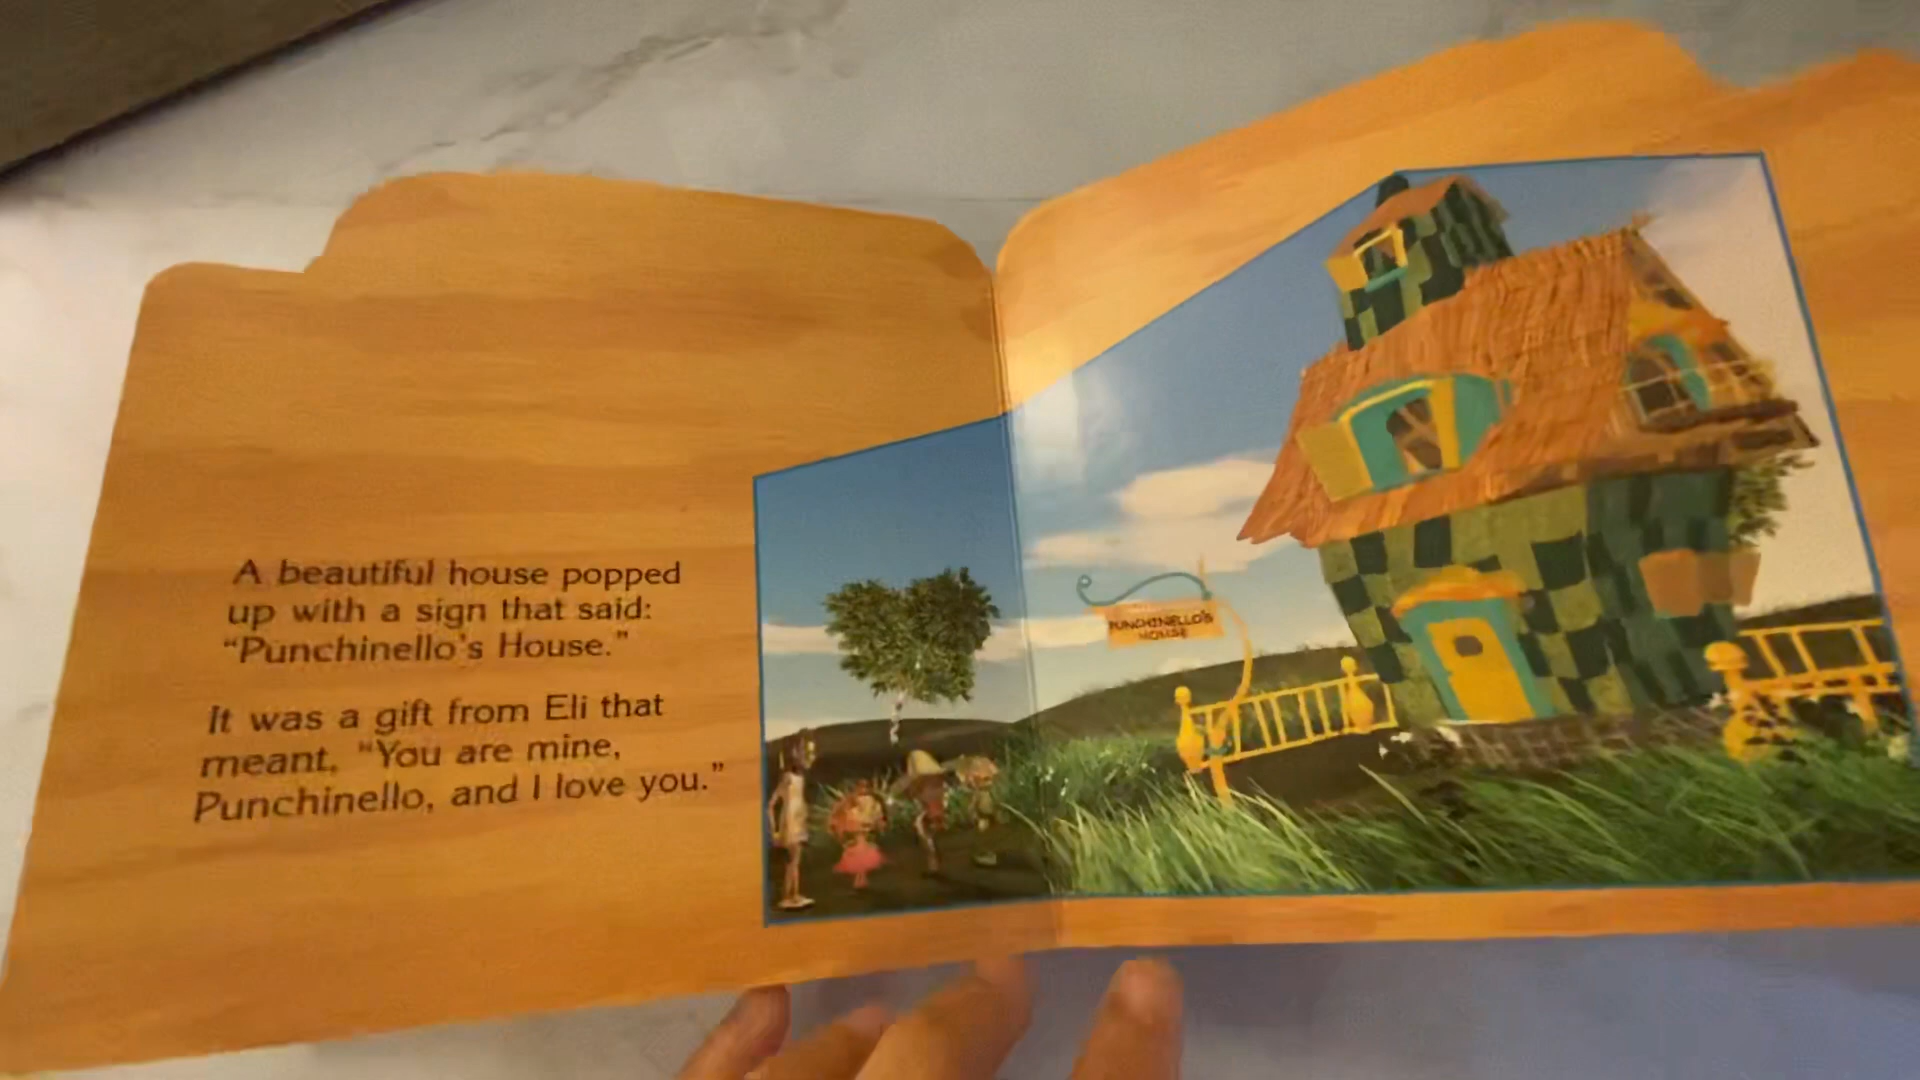 A beautiful house popped
up with a sign that said:
“Punchinello’s House.”
It was a gift from Eli that
meant, “You are mine,
Punchinello, and I love you.”
PUNCHINELLO'S
HOUSE